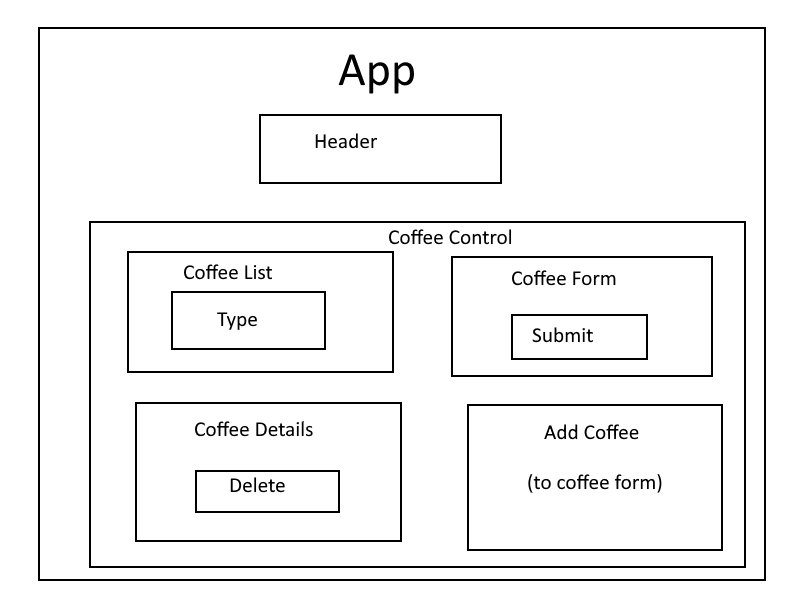 App
Header
Coffee Control
Coffee List
Type
Coffee Form
Submit
Coffee Details
Delete
Add Coffee
(to coffee form)